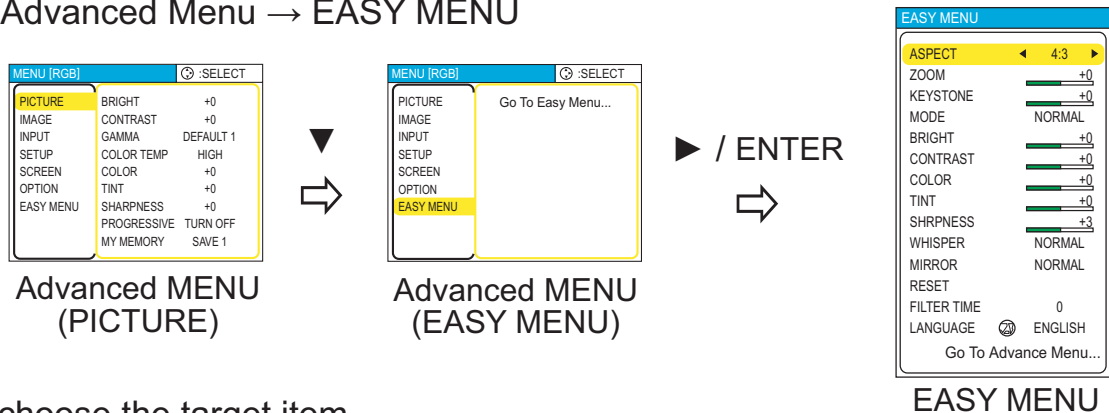 Advanced Menu → EASY MENU
MENU [RGB] :SELECT
PICTURE BRIGHT +0
IMAGE CONTRAST +0
INPUT GAMMA DEFAULT 1
SETUP COLOR TEMP HIGH
SCREEN COLOR +0
OPTION TINT +0
EASY MENU SHARPNESS +0
PROGRESSIVE TURN OFF
MY MEMORY SAVE 1
Advanced MENU
(PICTURE)
▼
⇨
MENU [RGB] :SELECT
PICTURE Go To Easy Menu...
IMAGE
INPUT
SETUP
SCREEN
OPTION
EASY MENU
Advanced MENU
(EASY MENU)
► / ENTER
⇨
EASY MENU
ASPECT ◄ 4:3 ►
ZOOM +0
KEYSTONE +0
MODE NORMAL
BRIGHT +0
CONTRAST +0
COLOR +0
TINT +0
SHRPNESS +3
WHISPER NORMAL
MIRROR NORMAL
RESET
FILTER TIME 0
LANGUAGE ENGLISH
Go To Advance Menu...
EASY MENU
choose the target item